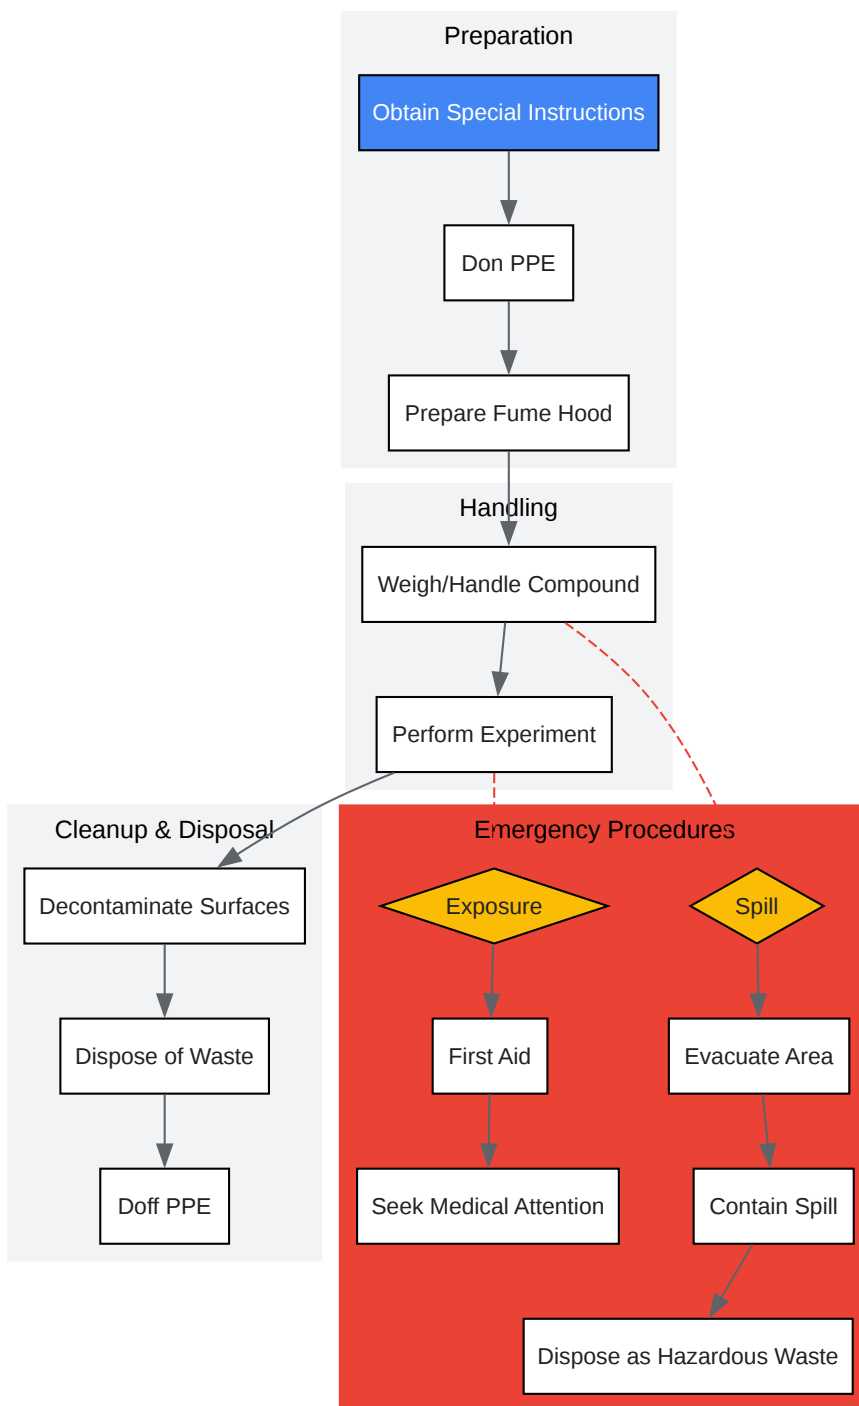 Preparation
Obtain Special Instructions
Don PPE
Prepare Fume Hood
Handling
Weigh/Handle Compound
Perform Experiment
Cleanup & Disposal
Decontaminate Surfaces
Dispose of Waste
Doff PPE
Emergency Procedures
Exposure
Spill
First Aid
Evacuate Area
Seek Medical Attention
Contain Spill
Dispose as Hazardous Waste